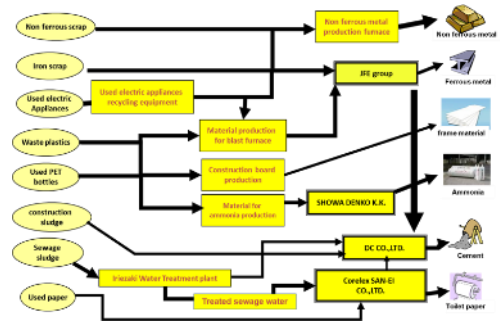 Non ferrous scrap
Non ferrous metal
production furnace
Non ferrous metal
Iron scrap
JFE group
Ferrous metal
Used electric
Appliances
Used electric appliances
recycling equipment
Waste plastics
Material production
for blast furnace
frame material
Used PET
bottles
Construction board
production
Material for
ammonia production
SHOWA DENKO K.K.
Ammonia
construction
sludge
Sewage
sludge
DC CO.,LTD.
Cement
Iriezaki Water Treatment plant
Treated sewage water
Corelex SAN-EI
CO.,LTD.
Used paper
Toilet paper